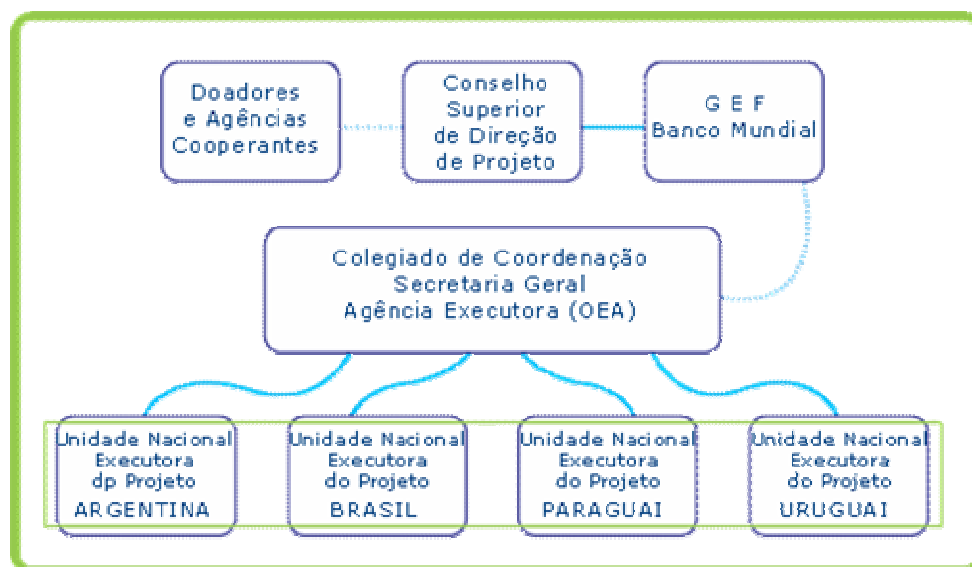 Doadores
e Agências
Cooperantes
Conselho
Superior
de Direção
de Projeto
G E F
Banco Mundial
Colegiado de Coordenação
Secretaria Geral
Agência Executora (OEA)
Unidade Nacional
Executora
dp Projeto
ARGENTINA
Unidade Nacional
Executora
do Projeto
BRASIL
Unidade Nacional
Executora
do Projeto
PARAGUAI
Unidade Nacional
Executora
do Projeto
URUGUAI